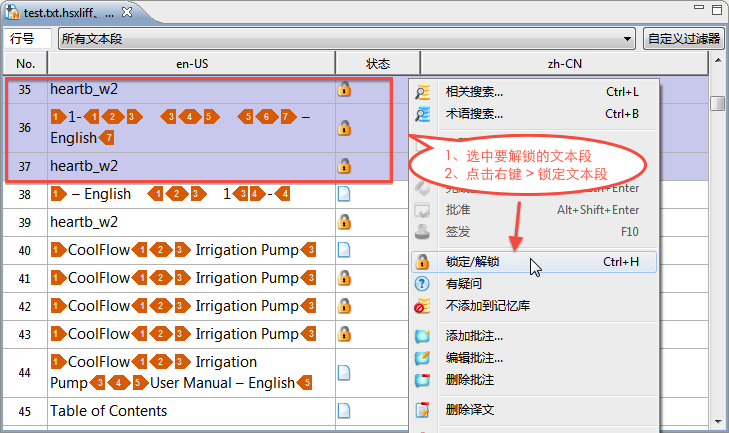 test.txt.hsxliff、...
行号 所有文本段 自定义过滤器
No. en-US 状态 zh-CN
35 heartb_w2
36 1 1-1 2 3 3 4 5 5 6 7 –
English 7
37 heartb_w2
38 1 – English 1 2 3 1 3 4 - 4
39 heartb_w2
40 1 CoolFlow 1 2 3 Irrigation Pump 3
41 1 CoolFlow 1 2 3 Irrigation Pump 3
42 1 CoolFlow 1 2 3 Irrigation Pump 3
43 1 CoolFlow 1 2 3 Irrigation Pump 3
44 1 CoolFlow 1 2 3 Irrigation
Pump 3 4 5 User Manual – English 5
45 Table of Contents
相关搜索... Ctrl+L
术语搜索... Ctrl+B
1、选中要解锁的文本段
2、点击右键 > 锁定文本段
+Enter
批准 Alt+Shift+Enter
签发 F10
锁定/解锁 Ctrl+H
有疑问
不添加到记忆库
添加批注...
编辑批注...
删除批注
删除译文